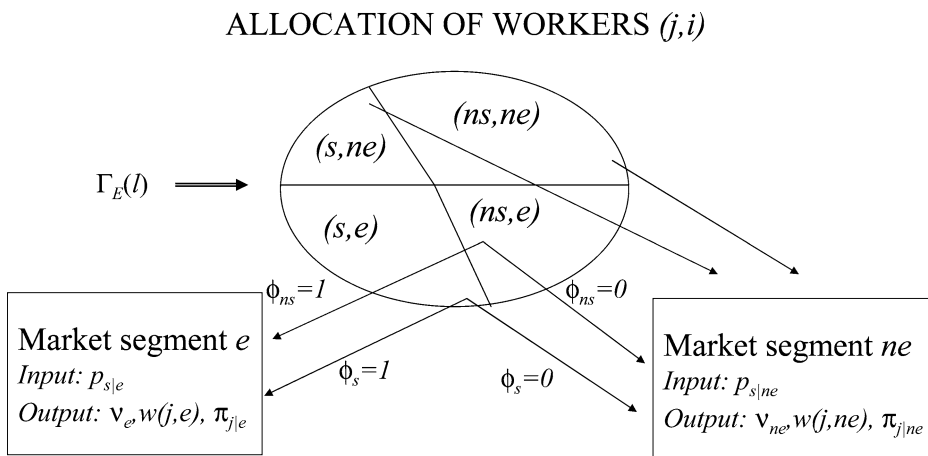 ALLOCATION OF WORKERS (j,i)
(ns,ne)
(s,ne)
Γ_E(l)
(s,e)
(ns,e)
ϕ_ns=1
ϕ_ns=0
Market segment e
Input: p_s|e
Output: ν_e,w(j,e), π_j|e
ϕ_s=1
ϕ_s=0
Market segment ne
Input: p_s|ne
Output: ν_ne,w(j,ne), π_j|ne